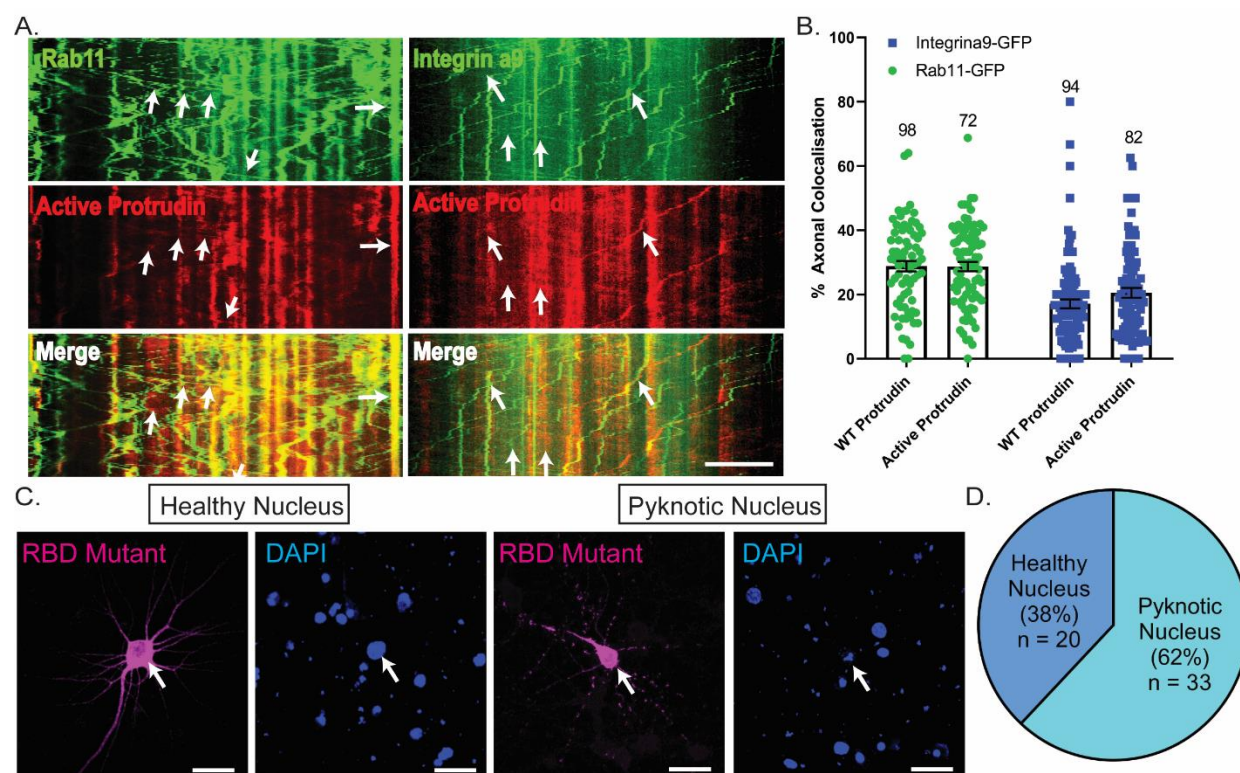 A.
Rab11
Integrin a9
Active Protrudin
Active Protrudin
Merge
Merge
B.
Integrina9-GFP
Rab11-GFP
% Axonal Colocalisation
100
80
60
40
20
0
98
72
94
82
WT Protrudin
Active Protrudin
WT Protrudin
Active Protrudin
C.
Healthy Nucleus
Pyknotic Nucleus
RBD Mutant
DAPI
RBD Mutant
DAPI
D.
Healthy
Nucleus
(38%)
n = 20
Pyknotic
Nucleus
(62%)
n = 33